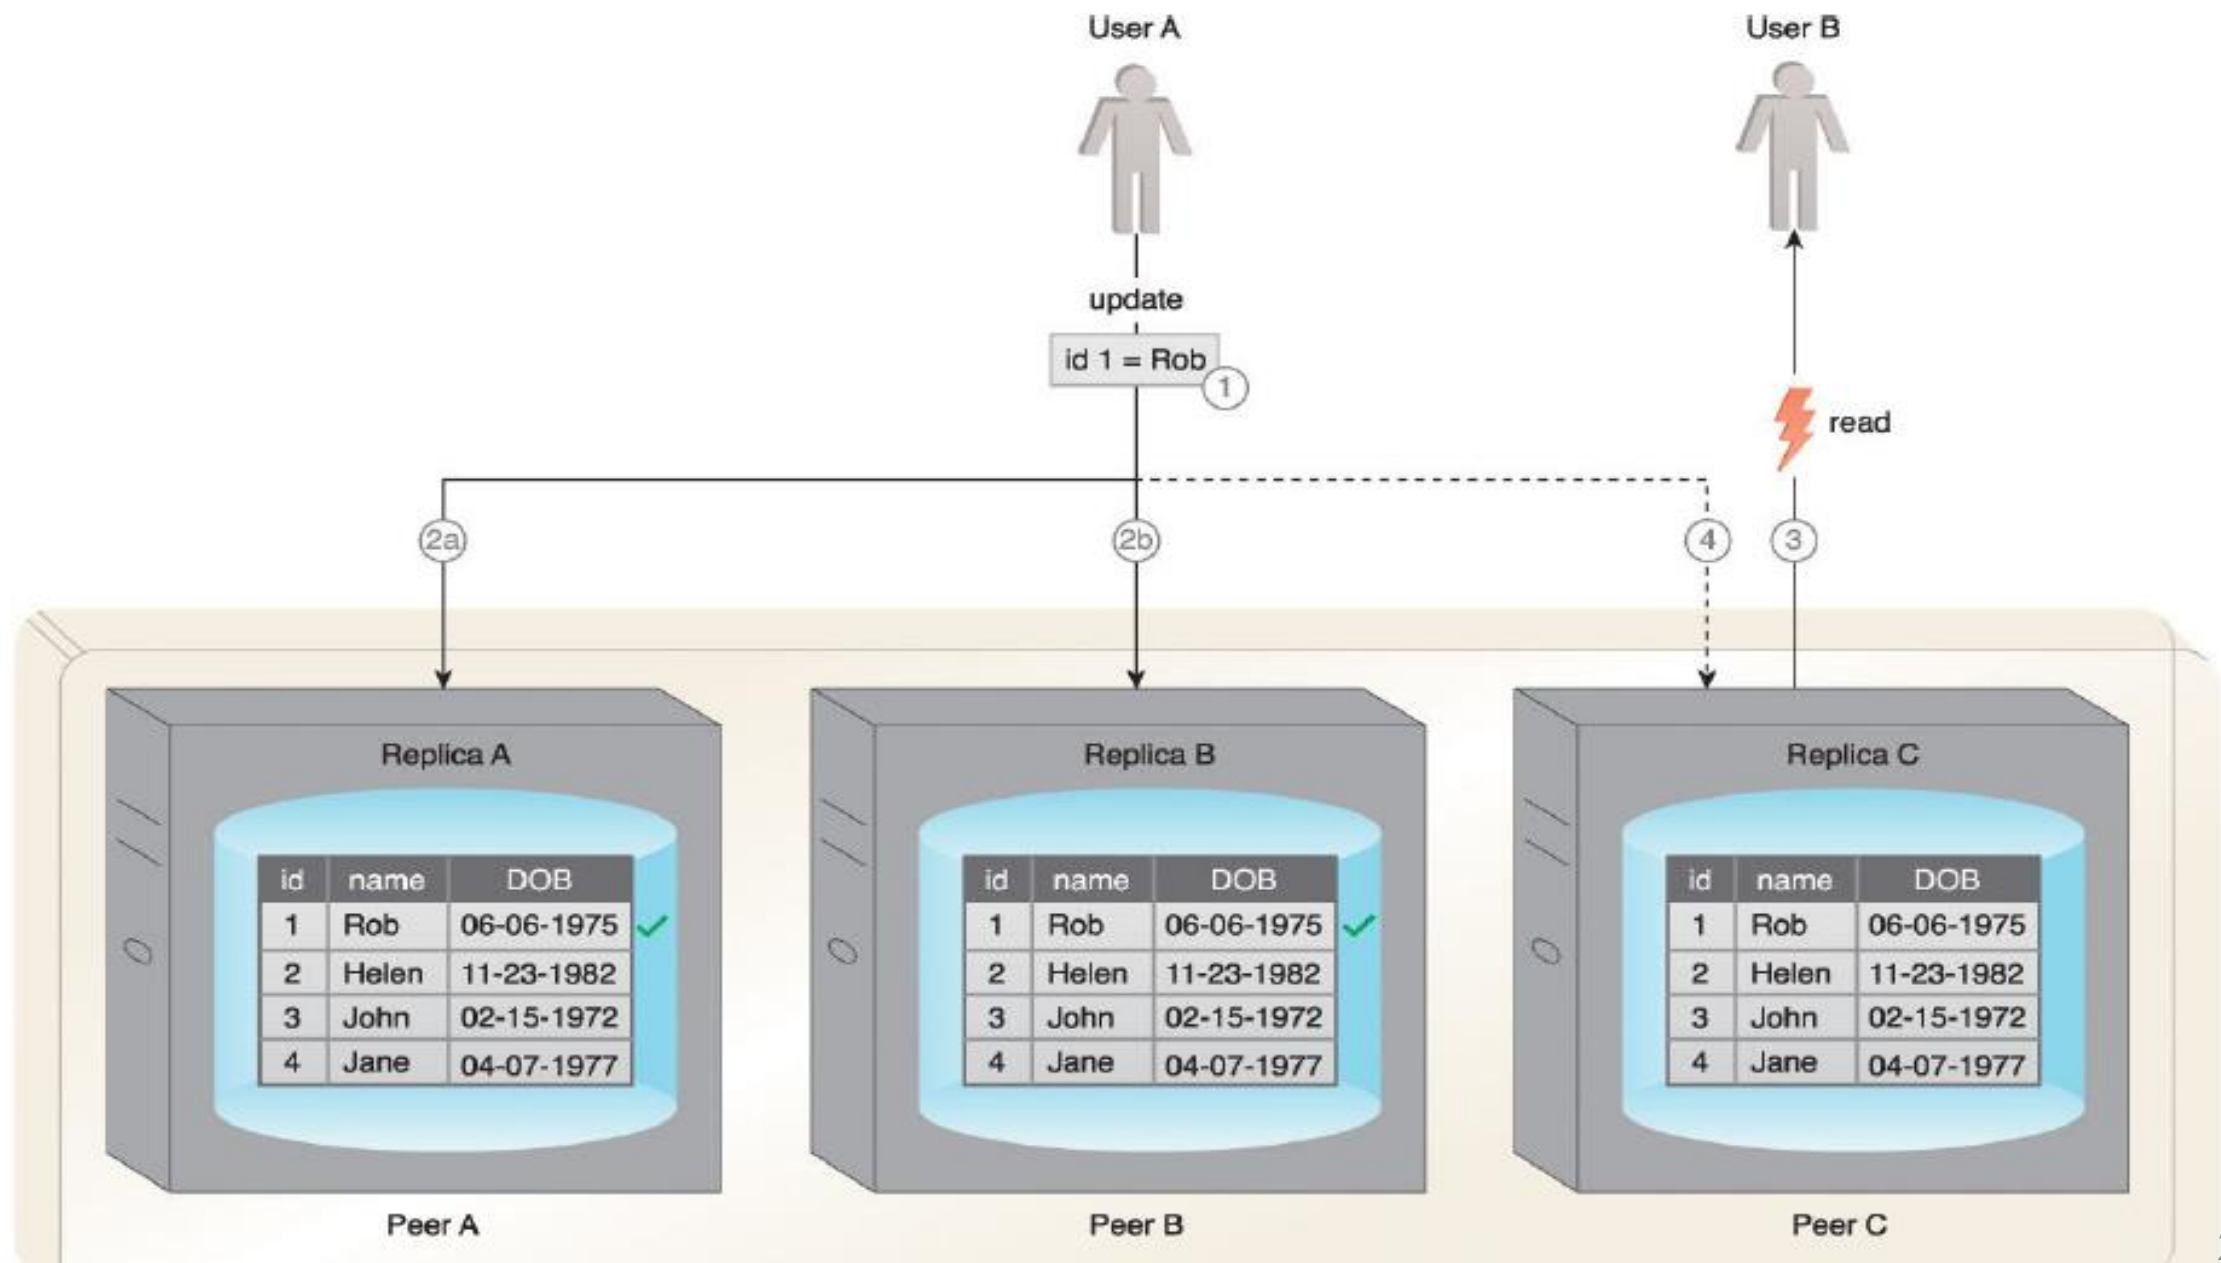 User A
User B
update
id 1 = Rob
1
read
2a
2b
4
3
Replica A
id name DOB
1 Rob 06-06-1975
2 Helen 11-23-1982
3 John 02-15-1972
4 Jane 04-07-1977
Peer A
Replica B
id name DOB
1 Rob 06-06-1975
2 Helen 11-23-1982
3 John 02-15-1972
4 Jane 04-07-1977
Peer B
Replica C
id name DOB
1 Rob 06-06-1975
2 Helen 11-23-1982
3 John 02-15-1972
4 Jane 04-07-1977
Peer C